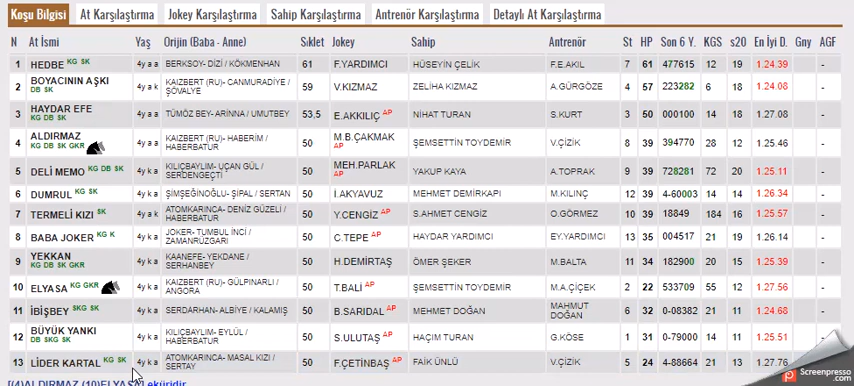 Koşu Bilgisi At Karşılaştırma Jokey Karşılaştırma Sahip Karşılaştırma Antrenör Karşılaştırma Detaylı At Karşılaştırma
N At İsmi Yaş Orijin (Baba - Anne) Sıklet Jokey Sahip Antrenör St HP Son 6 Y. KGS s20 En İyi D. Gny AGF
1 HEDBE KG SK 4y a a BERKSOY- DİZİ / KÖKMENHAN 61 F.YARDIMCI HÜSEYİN ÇELİK F.E.AKIL 7 61 477615 12 19 1.24.39 -
2 BOYACININ AŞKI DB SK 4y a k KAIZBERT (RU)- CANMURADİYE / ŞÖVALYE 59 V.KIZMAZ ZELİHA KIZMAZ A.GÜRGÖZE 4 57 223282 6 18 1.24.08 -
3 HAYDAR EFE KG DB SK 4y a a TÜMÖZ BEY- ARİNNA / UMUTBEY 53,5 E.AKKILIÇ AP NİHAT TURAN S.KURT 3 50 000100 14 18 1.27.08 -
4 ALDIRMAZ KG DB SK GKR 4y a a KAIZBERT (RU)- HABERİM / HABERBATUR 50 M.B.ÇAKMAK AP ŞEMSETTİN TOYDEMİR V.ÇİZİK 8 39 394770 28 12 1.25.46 -
5 DELİ MEMO KG DB SK 4y k a KILIÇBAYLIM- UÇAN GÜL / SERDENGEÇTİ 50 MEH.PARLAK AP YAKUP KAYA A.TOPRAK 9 39 728281 72 20 1.25.11 -
6 DUMRUL KG SK 4y k a ŞİMŞEĞİNOĞLU- ŞİPAL / SERTAN 50 İ.AKYAVUZ MEHMET DEMİRKAPI M.KILINÇ 12 39 4-60003 14 14 1.26.34 -
7 TERMELİ KIZI SK 4y a k ATOMKARINCA- DENİZ GÜZELİ / HABERBATUR 50 Y.CENGİZ AP S.AHMET CENGİZ O.GÖRMEZ 10 39 18849 184 16 1.25.57 -
8 BABA JOKER KG K 4y k a JOKER- TUMBUL İNCİ / ZAMANRÜZGARI 50 C.TEPE AP HAYDAR YARDIMCI EY.YARDIMCI 13 35 004517 21 19 1.26.14 -
9 YEKKAN KG DB SK GKR 4y k a KAANEFE- YEKDANE / SERHANBEY 50 H.DEMİRTAŞ ÖMER ŞEKER M.BALTA 11 34 182900 20 15 1.25.39 -
10 ELYASA KG GKR 4y k a KAIZBERT (RU)- GÜLPINARLI / ANGORA 50 T.BALİ AP ŞEMSETTİN TOYDEMİR M.A.ÇİÇEK 2 22 533709 55 12 1.27.56 -
11 İBİŞBEY SKG SK 4y k a SERDARHAN- ALBİYE / KALAMIŞ 50 B.SARIDAL AP MEHMET DOĞAN MAHMUT DOĞAN 6 32 0-08382 21 11 1.24.68 -
12 BÜYÜK YANKI DB SKG SK 4y k a KILIÇBAYLIM- EYLÜL / HABERBATUR 50 S.ULUTAŞ AP HAÇIM TURAN G.KÖSE 1 31 0-79000 14 11 1.25.51 -
13 LİDER KARTAL KG SK 4y k a ATOMKARINCA- MASAL KIZI / SERTAY 50 F.ÇETİNBAŞ AP FAİK ÜNLÜ V.ÇİZİK 5 24 4-88664 21 13 1.27.76
[(4)ALDIRMAZ,(10)ELYASA] eküridir
Screenpresso
Screenpresso.com